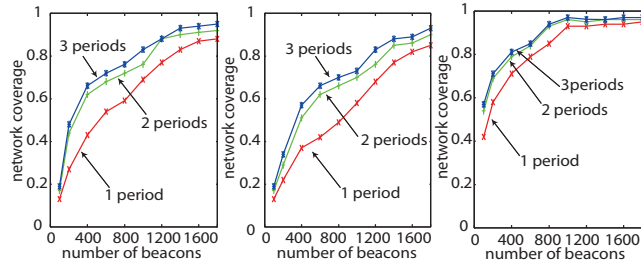 1
0.8
0.6
0.4
0.2
0
network coverage
3 periods
2 periods
1 period
0 400 800 1200 1600
number of beacons
1
0.8
0.6
0.4
0.2
0
network coverage
3 periods
2 periods
1 period
0 400 800 1200 1600
number of beacons
1
0.8
0.6
0.4
0.2
0
network coverage
3periods
2 periods
1 period
0 400 800 1200 1600
number of beacons